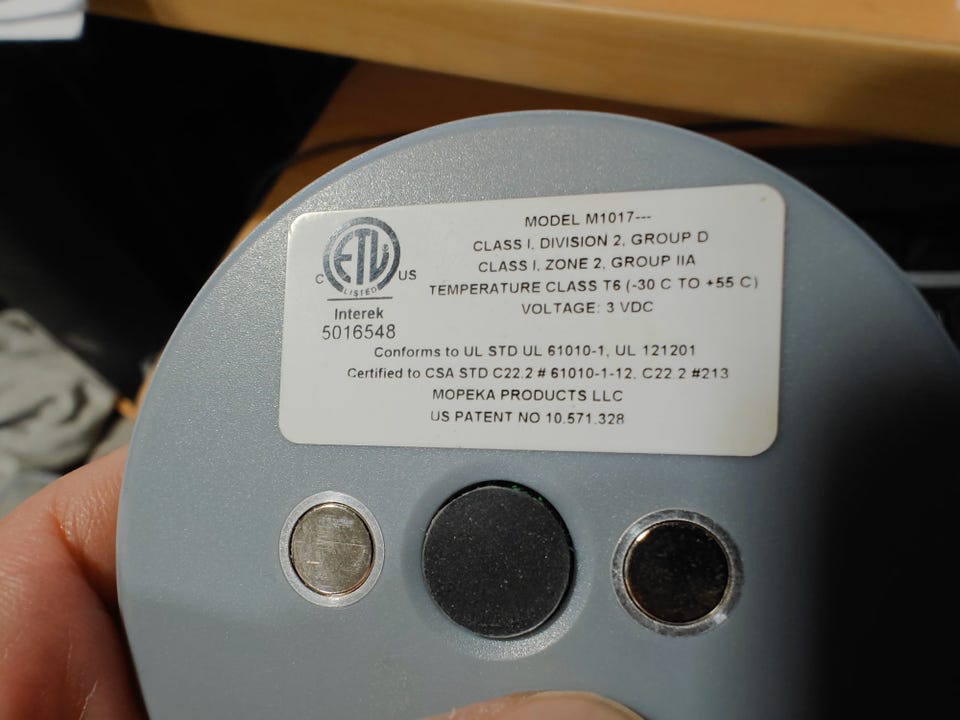 ETL
C US
LISTED
Intertek
5016548
MODEL M1017---
CLASS I, DIVISION 2, GROUP D
CLASS I, ZONE 2, GROUP IIA
TEMPERATURE CLASS T6 (-30 C TO +55 C)
VOLTAGE: 3 VDC
Conforms to UL STD UL 61010-1, UL 121201
Certified to CSA STD C22.2 # 61010-1-12, C22.2 #213
MOPEKA PRODUCTS LLC
US PATENT NO 10,571,328